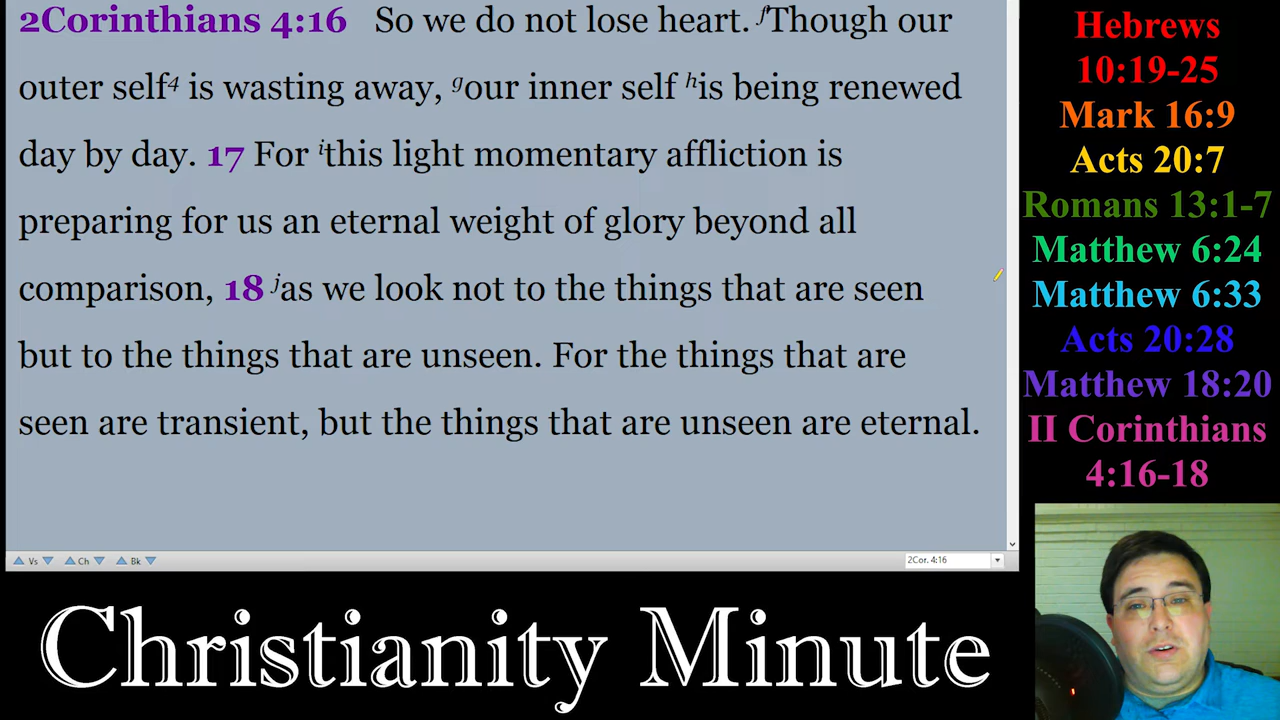 2Corinthians 4:16 So we do not lose heart. fThough our
outer self4 is wasting away, gour inner self his being renewed
day by day. 17 For ithis light momentary affliction is
preparing for us an eternal weight of glory beyond all
comparison, 18 jas we look not to the things that are seen
but to the things that are unseen. For the things that are
seen are transient, but the things that are unseen are eternal.
Vs Ch Bk 2Cor. 4:16
Hebrews
10:19-25
Mark 16:9
Acts 20:7
Romans 13:1-7
Matthew 6:24
Matthew 6:33
Acts 20:28
Matthew 18:20
II Corinthians
4:16-18
Christianity Minute